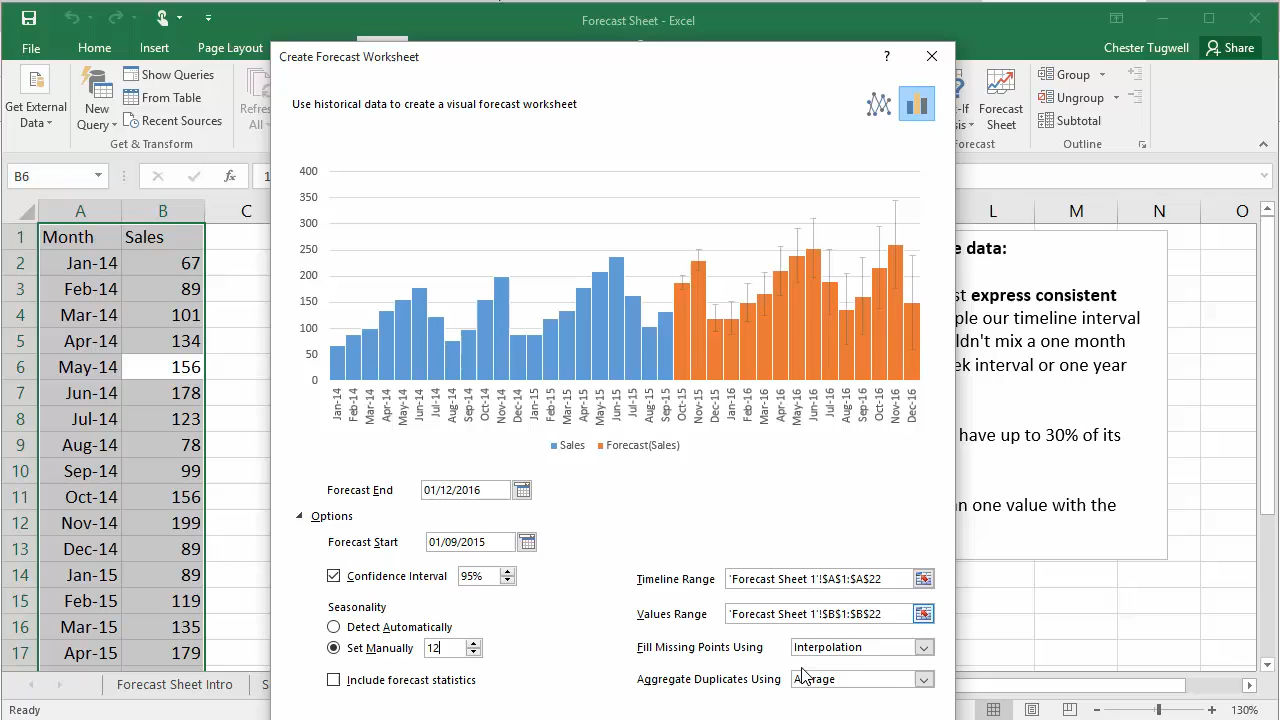 Forecast Sheet - Excel
File Home Insert Page Layout Chester Tugwell Share
Get External Data
New Query
Show Queries
From Table
Recent Sources
Refresh All
Get & Transform
Forecast Sheet
Group
Ungroup
Subtotal
Outline
B6
A B C L M N O
1 Month Sales
2 Jan-14 67
3 Feb-14 89
4 Mar-14 101
5 Apr-14 134
6 May-14 156
7 Jun-14 178
8 Jul-14 123
9 Aug-14 78
10 Sep-14 99
11 Oct-14 156
12 Nov-14 199
13 Dec-14 89
14 Jan-15 89
15 Feb-15 119
16 Mar-15 135
17 Apr-15 179
Create Forecast Worksheet ?
Use historical data to create a visual forecast worksheet
400
350
300
250
200
150
100
50
0
Jan-14 Feb-14 Mar-14 Apr-14 May-14 Jun-14 Jul-14 Aug-14 Sep-14 Oct-14 Nov-14 Dec-14 Jan-15 Feb-15 Mar-15 Apr-15 May-15 Jun-15 Jul-15 Aug-15 Sep-15 Oct-15 Nov-15 Dec-15 Jan-16 Feb-16 Mar-16 Apr-16 May-16 Jun-16 Jul-16 Aug-16 Sep-16 Oct-16 Nov-16 Dec-16
Sales Forecast(Sales)
Forecast End 01/12/2016
Options
Forecast Start 01/09/2015
Confidence Interval 95%
Seasonality
Detect Automatically
Set Manually 12
Include forecast statistics
Timeline Range 'Forecast Sheet 1'!$A$1:$A$22
Values Range 'Forecast Sheet 1'!$B$1:$B$22
Fill Missing Points Using Interpolation
Aggregate Duplicates Using Average
e data:
st express consistent
ple our timeline interval
ldn't mix a one month
ek interval or one year
have up to 30% of its
an one value with the
Forecast Sheet Intro
Ready
130%